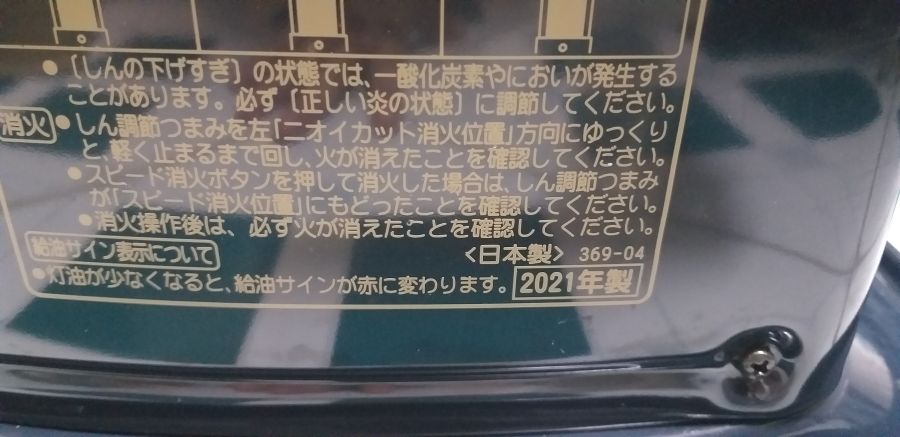 ●〔しんの下げすぎ〕の状態では、一酸化炭素やにおいが発生する
ことがあります。必ず〔正しい炎の状態〕に調節してください。
消火 ●しん調節つまみを左「ニオイカット消火位置」方向にゆっくり
と、軽く止まるまで回し、火が消えたことを確認してください。
●スピード消火ボタンを押して消火した場合は、しん調節つまみ
が「スピード消火位置」にもどったことを確認してください。
●消火操作後は、必ず火が消えたことを確認してください。
給油サイン表示について <日本製> 369-04
●灯油が少なくなると、給油サインが赤に変わります。 2021年製